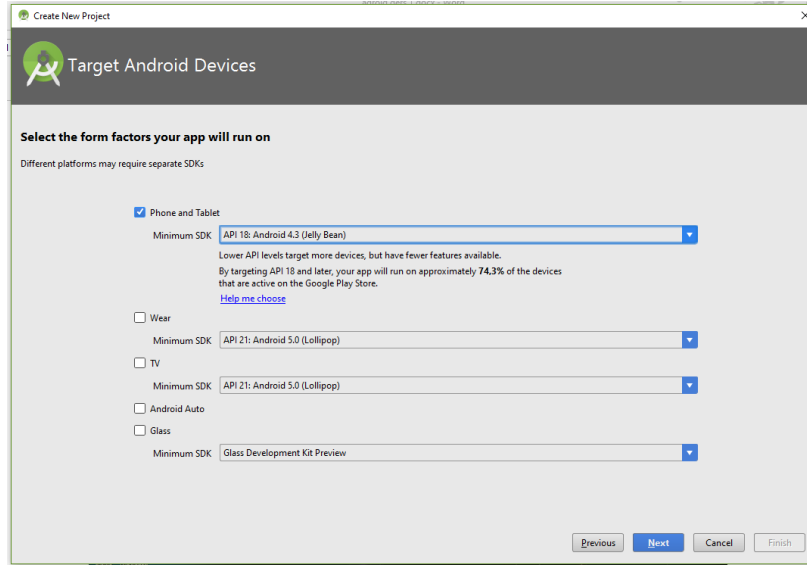 Create New Project
Target Android Devices
Select the form factors your app will run on
Different platforms may require separate SDKs
Phone and Tablet
Minimum SDK API 18: Android 4.3 (Jelly Bean)
Lower API levels target more devices, but have fewer features available.
By targeting API 18 and later, your app will run on approximately 74,3% of the devices
that are active on the Google Play Store.
Help me choose
Wear
Minimum SDK API 21: Android 5.0 (Lollipop)
TV
Minimum SDK API 21: Android 5.0 (Lollipop)
Android Auto
Glass
Minimum SDK Glass Development Kit Preview
Previous Next Cancel Finish